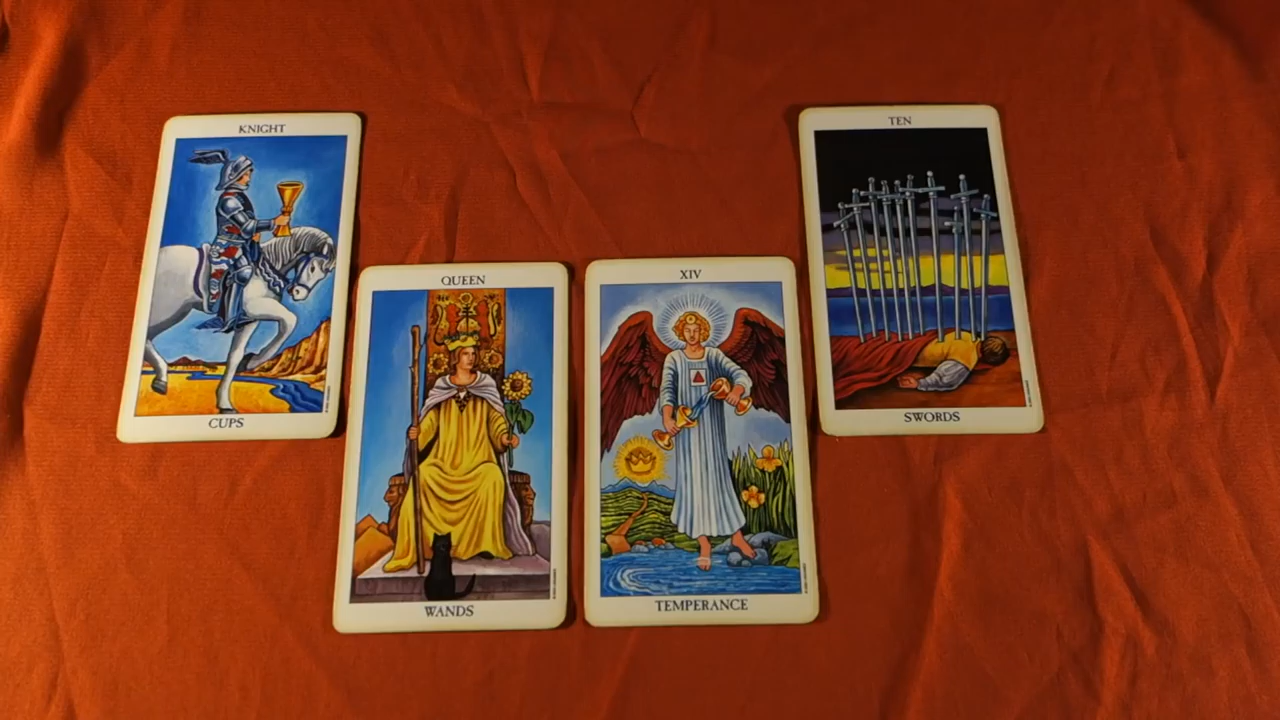 KNIGHT
CUPS
QUEEN
WANDS
XIV
TEMPERANCE
TEN
SWORDS